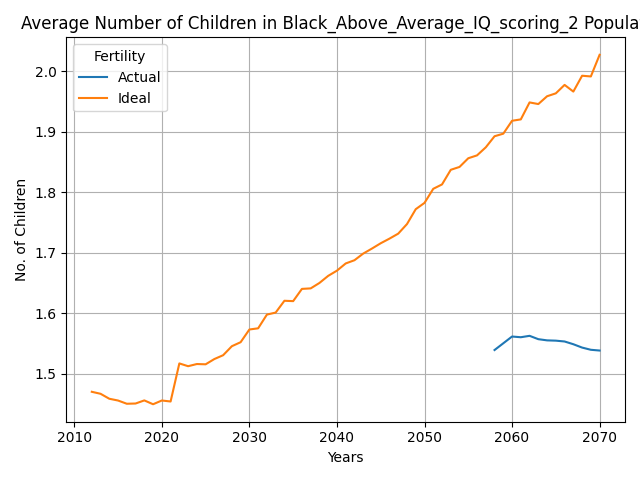 Average Number of Children in Black_Above_Average_IQ_scoring_2 Popula
Fertility
Actual
Ideal
2.0
1.9
1.8
1.7
1.6
1.5
No. of Children
2010 2020 2030 2040 2050 2060 2070
Years